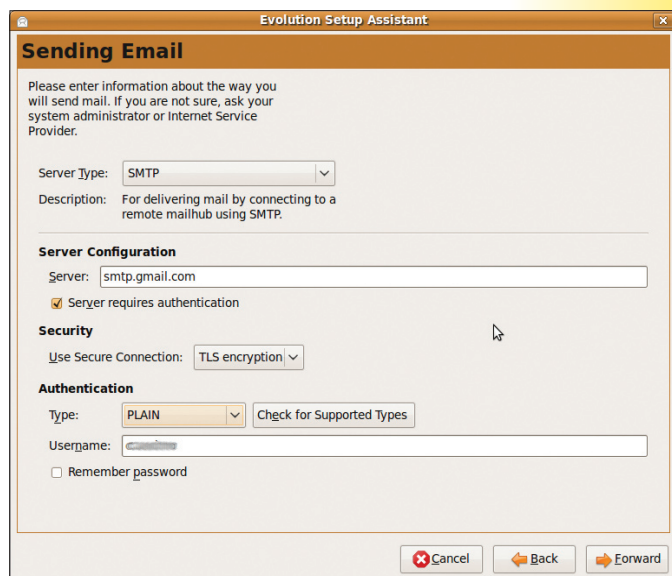 Evolution Setup Assistant
Sending Email
Please enter information about the way you
will send mail. If you are not sure, ask your
system administrator or Internet Service
Provider.
Server Type: SMTP
Description: For delivering mail by connecting to a
remote mailhub using SMTP.
Server Configuration
Server: smtp.gmail.com
Server requires authentication
Security
Use Secure Connection: TLS encryption
Authentication
Type: PLAIN Check for Supported Types
Username:
Remember password
Cancel Back Forward